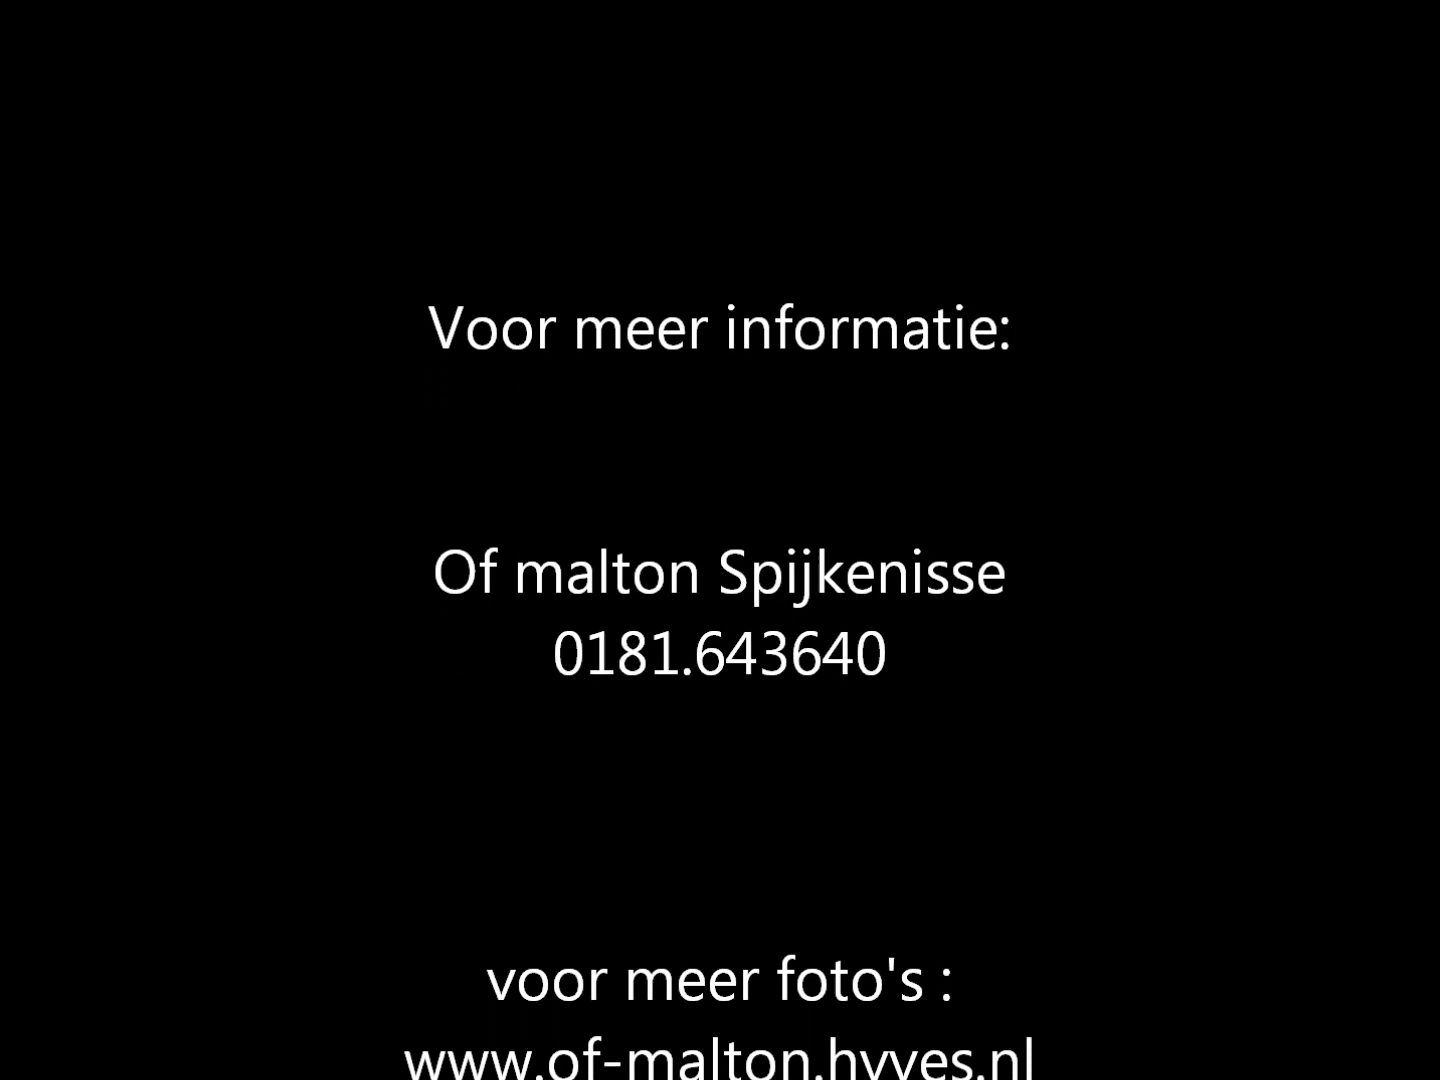 Voor meer informatie:
Of malton Spijkenisse
0181.643640
voor meer foto's :
www.of-malton.hyves.nl